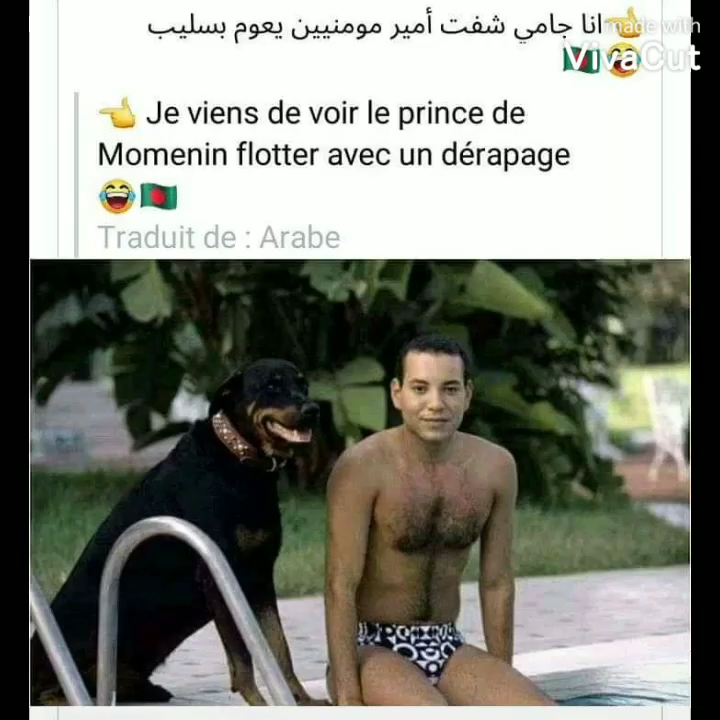 👈انا جامي شفت أمير مومنيين يعوم بسليب
😂🇧🇩
made with
VivaCut
👈 Je viens de voir le prince de
Momenin flotter avec un dérapage
😂🇧🇩
Traduit de : Arabe